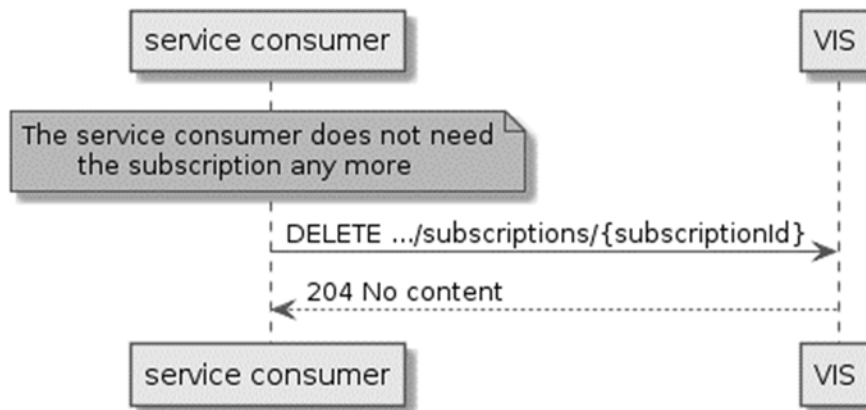 service consumer
VIS
The service consumer does not need
the subscription any more
DELETE .../subscriptions/{subscriptionId}
204 No content
service consumer
VIS